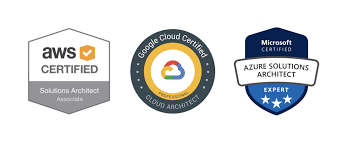 aws
CERTIFIED
Solutions Architect
Associate
Google Cloud Certified
PROFESSIONAL
CLOUD ARCHITECT
Microsoft
CERTIFIED
AZURE SOLUTIONS
ARCHITECT
EXPERT